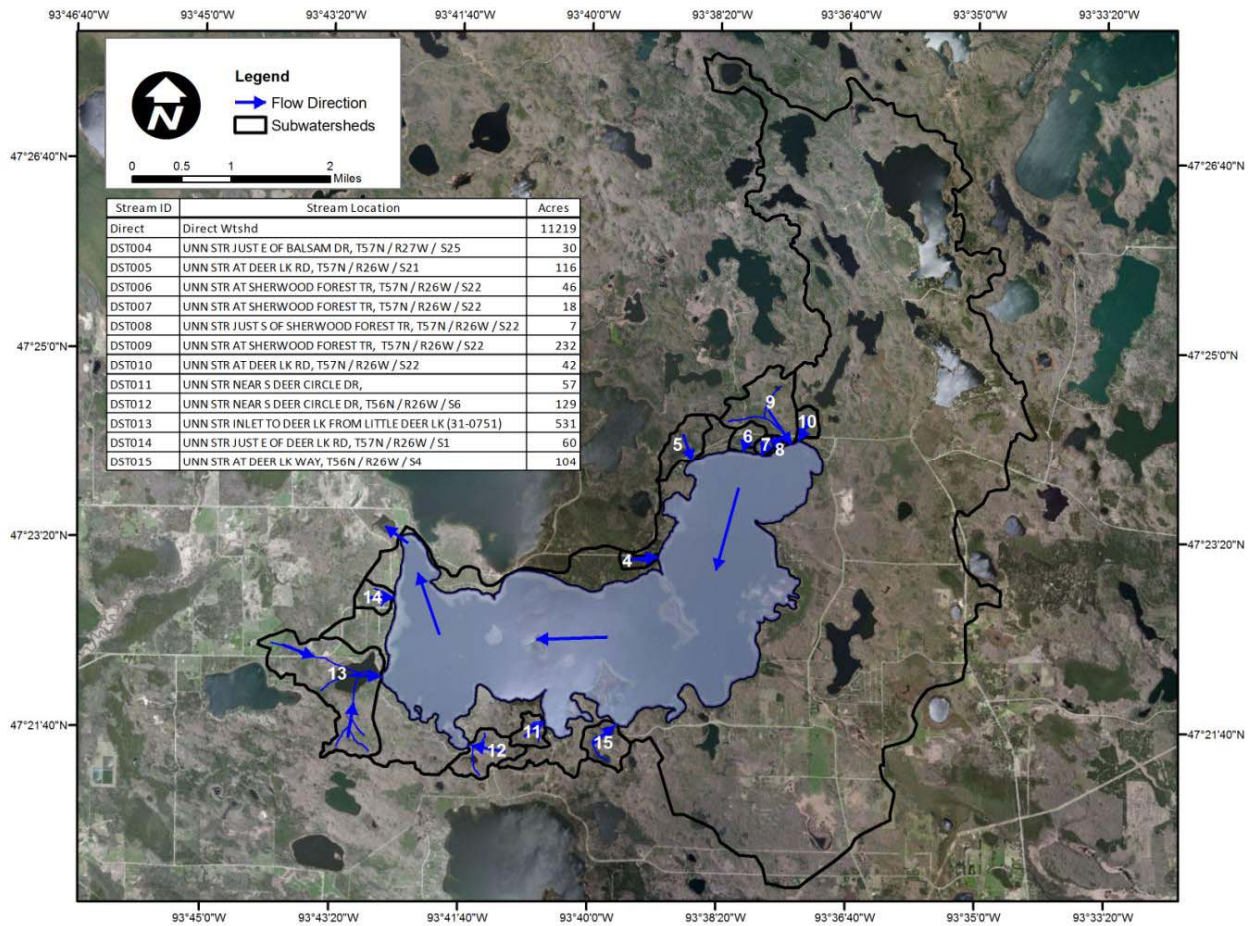 93°46'40"W 93°45'0"W 93°43'20"W 93°41'40"W 93°40'0"W 93°38'20"W 93°36'40"W 93°35'0"W 93°33'20"W
Legend
Flow Direction
Subwatersheds
N
0 0.5 1 2
Miles
47°26'40"N 47°26'40"N
Stream ID Stream Location Acres
Direct Direct Wtshd 11219
DST004 UNN STR JUST E OF BALSAM DR, T57N / R27W / S25 30
DST005 UNN STR AT DEER LK RD, T57N / R26W / S21 116
DST006 UNN STR AT SHERWOOD FOREST TR, T57N / R26W / S22 46
DST007 UNN STR AT SHERWOOD FOREST TR, T57N / R26W / S22 18
DST008 UNN STR JUST S OF SHERWOOD FOREST TR, T57N / R26W / S22 7
DST009 UNN STR AT SHERWOOD FOREST TR, T57N / R26W / S22 232
DST010 UNN STR AT DEER LK RD, T57N / R26W / S22 42
DST011 UNN STR NEAR S DEER CIRCLE DR, 57
DST012 UNN STR NEAR S DEER CIRCLE DR, T56N / R26W / S6 129
DST013 UNN STR INLET TO DEER LK FROM LITTLE DEER LK (31-0751) 531
DST014 UNN STR JUST E OF DEER LK RD, T57N / R26W / S1 60
DST015 UNN STR AT DEER LK WAY, T56N / R26W / S4 104
47°25'0"N 47°25'0"N
9
10
5 6 7 8
47°23'20"N 47°23'20"N
4
14
13
47°21'40"N 47°21'40"N
11
12 15
93°45'0"W 93°43'20"W 93°41'40"W 93°40'0"W 93°38'20"W 93°36'40"W 93°35'0"W 93°33'20"W